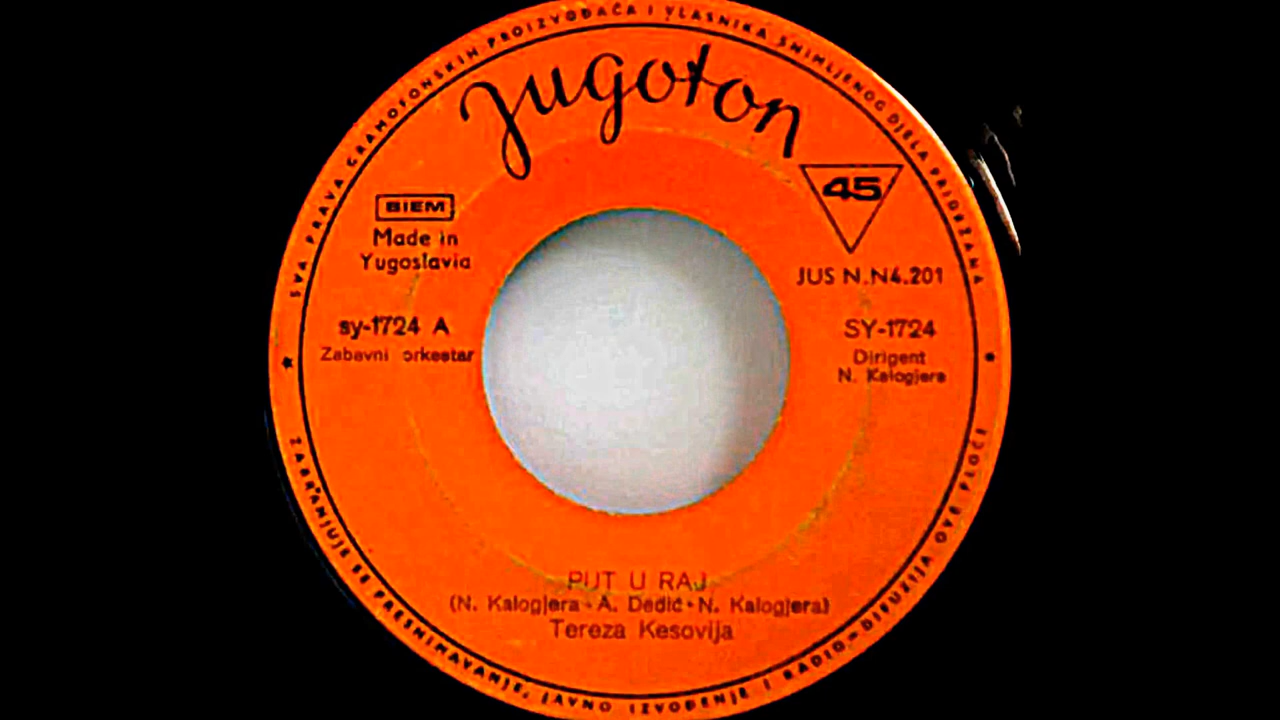 SVA PRAVA GRAMOFONSKIH PROIZVOĐAČA I VLASNIKA SNIMLJENOG DJELA PRIDRŽANA
Jugoton
45
BIEM
Made in
Yugoslavia
JUS N.N4.201
sy-1724 A
Zabavni orkestar
SY-1724
Dirigent
N. Kalogjera
PUT U RAJ
(N. Kalogjera - A. Dedić - N. Kalogjera)
Tereza Kesovija
ZABRANJUJE SE PRESNIMAVANJE, JAVNO IZVOĐENJE I RADIO-DIFUZIJA OVE PLOČE